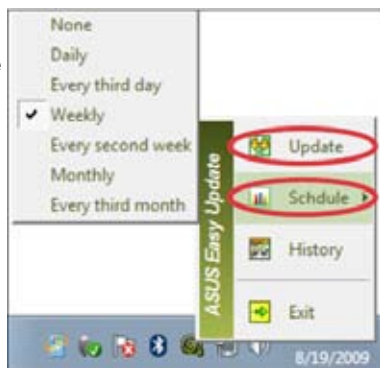 None
Daily
Every third day
Weekly
Every second week
Monthly
Every third month
ASUS Easy Update
Update
Schdule
History
Exit
8/19/2009